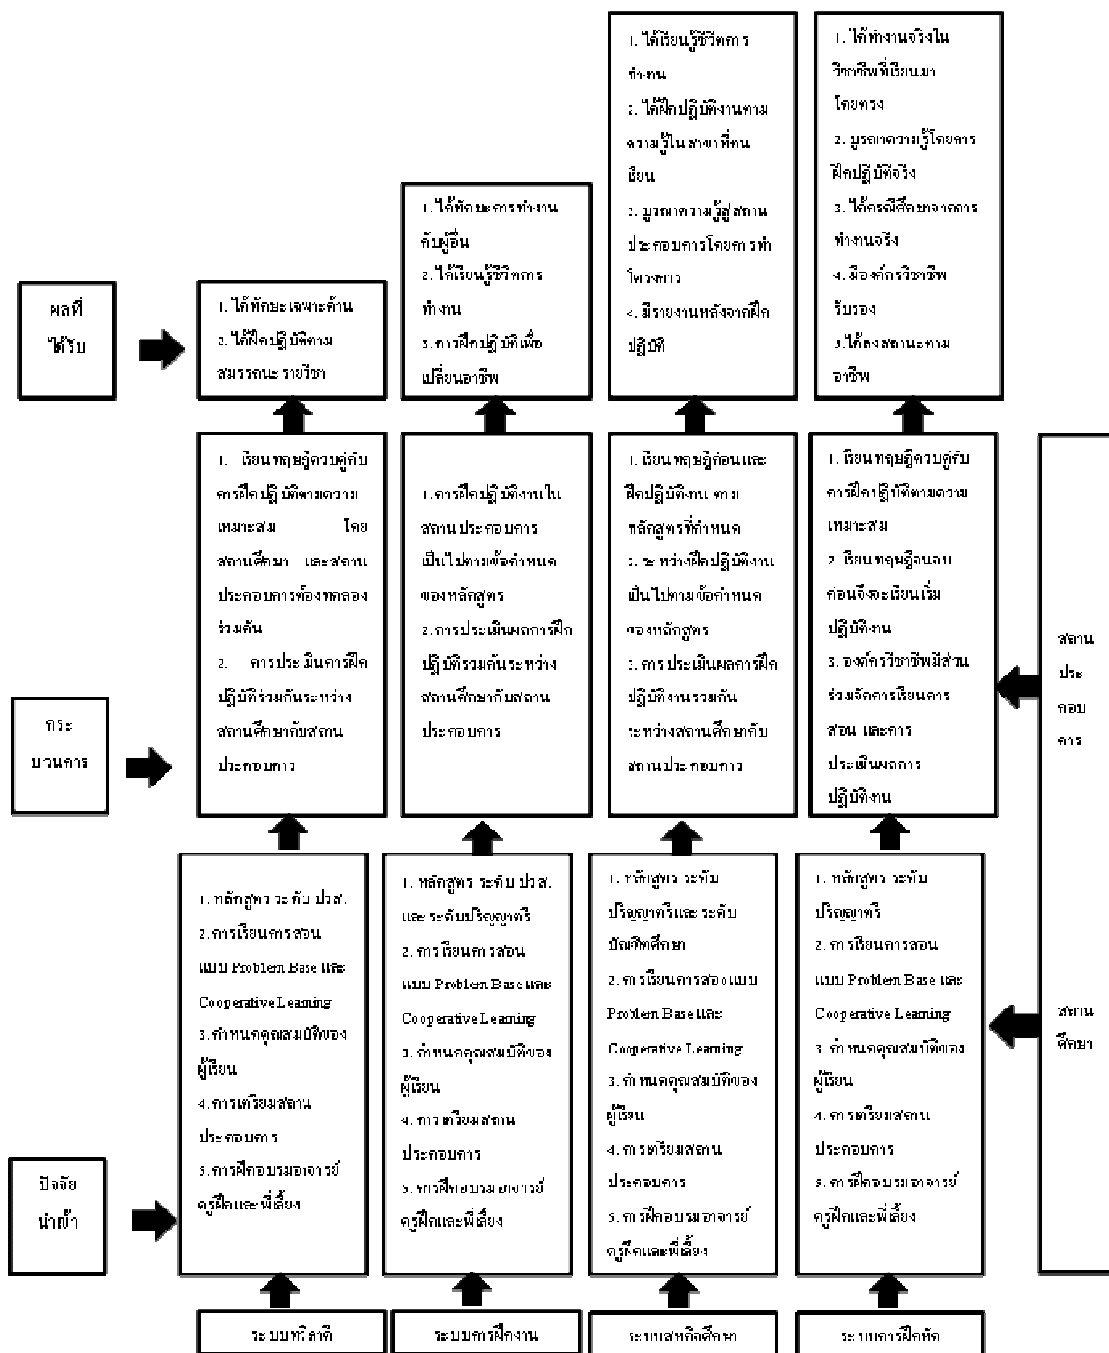 ผลที่
ได้รับ
1. ได้ทักษะเฉพาะด้าน
2. ได้ฝึกปฏิบัติตาม
สมรรถนะรายวิชา
1. ได้ทักษะการทำงาน
กับผู้อื่น
2. ได้เรียนรู้ชีวิตการ
ทำงาน
3. การฝึกปฏิบัติเพื่อ
เปลี่ยนอาชีพ
1. ได้เรียนรู้ชีวิตการ
ทำงาน
2. ได้ฝึกปฏิบัติงานตาม
ความรู้ในสาขาที่ตน
เรียน
3. บูรณาความรู้สู่สถาน
ประกอบการโดยการทำ
โครงการ
4. มีรายงานหลังจากฝึก
ปฏิบัติ
1. ได้ทำงานจริงใน
วิชาชีพที่เรียนมา
โดยตรง
2. บูรณาความรู้โดยการ
ฝึกปฏิบัติจริง
3. ได้กรณีศึกษาจากการ
ทำงานจริง
4. มีองค์กรวิชาชีพ
รับรอง
5. ได้คงสถานะตาม
อาชีพ
กระ
บวนการ
1. เรียนทฤษฎีควบคู่กับ
การฝึกปฏิบัติตามความ
เหมาะสม โดย
สถานศึกษา และสถาน
ประกอบการต้องทดลอง
ร่วมกัน
2. การประเมินการฝึก
ปฏิบัติร่วมกันระหว่าง
สถานศึกษากับสถาน
ประกอบการ
1. การฝึกปฏิบัติงานใน
สถานประกอบการ
เป็นไปตามข้อกำหนด
ของหลักสูตร
2. การประเมินผลการฝึก
ปฏิบัติรวมกันระหว่าง
สถานศึกษากับสถาน
ประกอบการ
1. เรียนทฤษฎีก่อนและ
ฝึกปฏิบัติงาน ตาม
หลักสูตรที่กำหนด
2. ระหว่างฝึกปฏิบัติงาน
เป็นไปตามข้อกำหนด
ของหลักสูตร
3. การประเมินผลการฝึก
ปฏิบัติงานรวมกัน
ระหว่างสถานศึกษากับ
สถานประกอบการ
1. เรียนทฤษฎีควบคู่กับ
การฝึกปฏิบัติตามความ
เหมาะสม
2. เรียนทฤษฎีจนจบ
ก่อนจึงจะเรียนเริ่ม
ปฏิบัติงาน
3. องค์กรวิชาชีพมีส่วน
ร่วมจัดการเรียนการ
สอน และการ
ประเมินผลการ
ปฏิบัติงาน
สถาน
ประ
กอบ
การ
ปัจจัย
นำเข้า
1. หลักสูตร ระดับ ปวส.
2. การเรียนการสอน
แบบ Problem Base และ
Cooperative Learning
3. กำหนดคุณสมบัติของ
ผู้เรียน
4. การเตรียมสถาน
ประกอบการ
5. การฝึกอบรมอาจารย์
ครูฝึกและพี่เลี้ยง
1. หลักสูตร ระดับ ปวส.
และ ระดับปริญญาตรี
2. การเรียนการสอน
แบบ Problem Base และ
Cooperative Learning
3. กำหนดคุณสมบัติของ
ผู้เรียน
4. การเตรียมสถาน
ประกอบการ
5. การฝึกอบรมอาจารย์
ครูฝึกและพี่เลี้ยง
1. หลักสูตร ระดับ
ปริญญาตรีและระดับ
บัณฑิตศึกษา
2. การเรียนการสอนแบบ
Problem Base และ
Cooperative Learning
3. กำหนดคุณสมบัติของ
ผู้เรียน
4. การเตรียมสถาน
ประกอบการ
5. การฝึกอบรมอาจารย์
ครูฝึกและพี่เลี้ยง
1. หลักสูตร ระดับ
ปริญญาตรี
2. การเรียนการสอน
แบบ Problem Base และ
Cooperative Learning
3. กำหนดคุณสมบัติของ
ผู้เรียน
4. การเตรียมสถาน
ประกอบการ
5. การฝึกอบรมอาจารย์
ครูฝึกและพี่เลี้ยง
สถาน
ศึกษา
ระบบทวิภาคี
ระบบการฝึกงาน
ระบบสหกิจศึกษา
ระบบการฝึกหัด